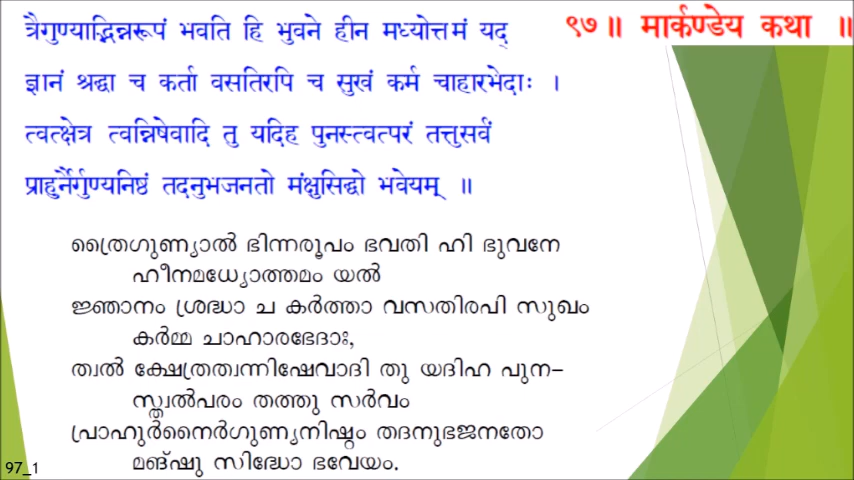 ९७ ॥ मार्कण्डेय कथा ॥
त्रैगुण्याद्भिन्नरूपं भवति हि भुवने हीन मध्योत्तमं यद्
ज्ञानं श्रद्धा च कर्ता वसतिरपि च सुखं कर्म चाहारभेदाः ।
त्वत्क्षेत्र त्वन्निषेवादि तु यदिह पुनस्त्वत्परं तत्तुसर्वं
प्राहुर्नैर्गुण्यनिष्ठं तदनुभजनतो मंक्षुसिद्धो भवेयम् ॥
ത്രൈഗുണ്യാൽ ഭിന്നരൂപം ഭവതി ഹി ഭുവനേ
ഹീനമധ്യോത്തമം യൽ
ജ്ഞാനം ശ്രദ്ധാ ച കർത്താ വസതിരപി സുഖം
കർമ്മ ചാഹാരഭേദാഃ,
ത്വൽ ക്ഷേത്രത്വന്നിഷേവാദി തു യദിഹ പുന–
സ്ത്വൽപരം തത്തു സർവം
പ്രാഹുർനൈർഗുണ്യനിഷ്ഠം തദനുഭജനതോ
മങ്ഷു സിദ്ധോ ഭവേയം.
97_1